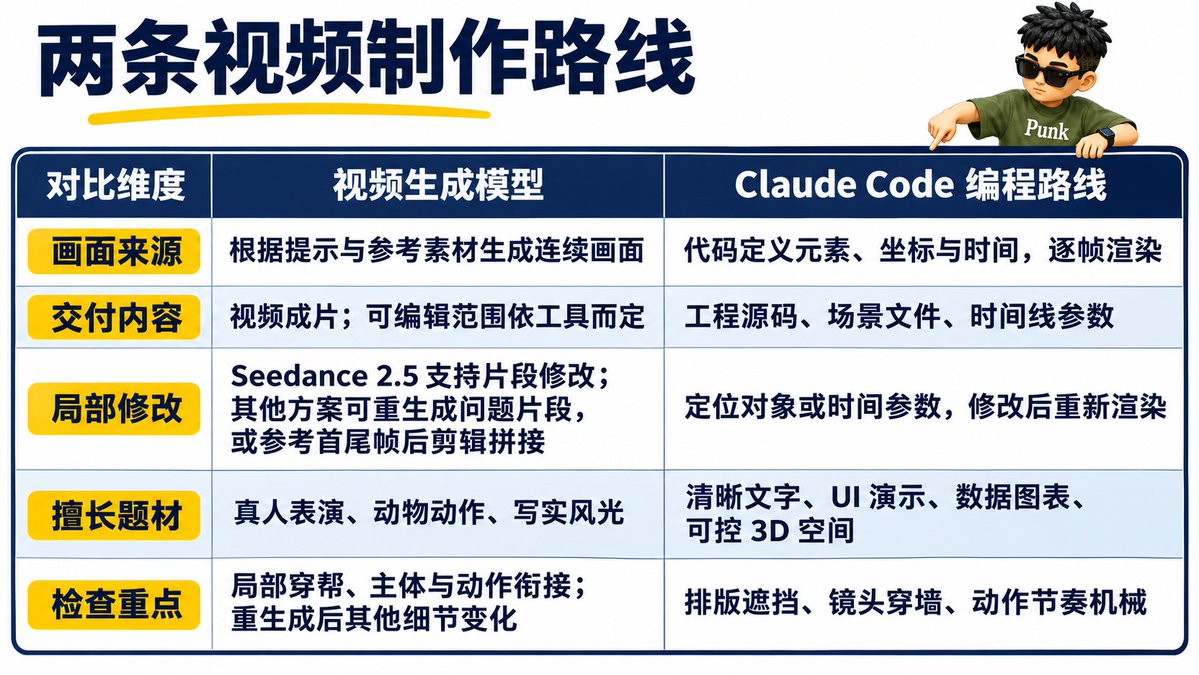 两条视频制作路线
Punk
对比维度
视频生成模型
Claude Code 编程路线
画面来源
根据提示与参考素材生成连续画面
代码定义元素、坐标与时间，逐帧渲染
交付内容
视频成片；可编辑范围依工具而定
工程源码、场景文件、时间线参数
局部修改
Seedance 2.5 支持片段修改；
其他方案可重生成问题片段，
或参考首尾帧后剪辑拼接
定位对象或时间参数，修改后重新渲染
擅长题材
真人表演、动物动作、写实风光
清晰文字、UI 演示、数据图表、
可控 3D 空间
检查重点
局部穿帮、主体与动作衔接；
重生成后其他细节变化
排版遮挡、镜头穿墙、动作节奏机械